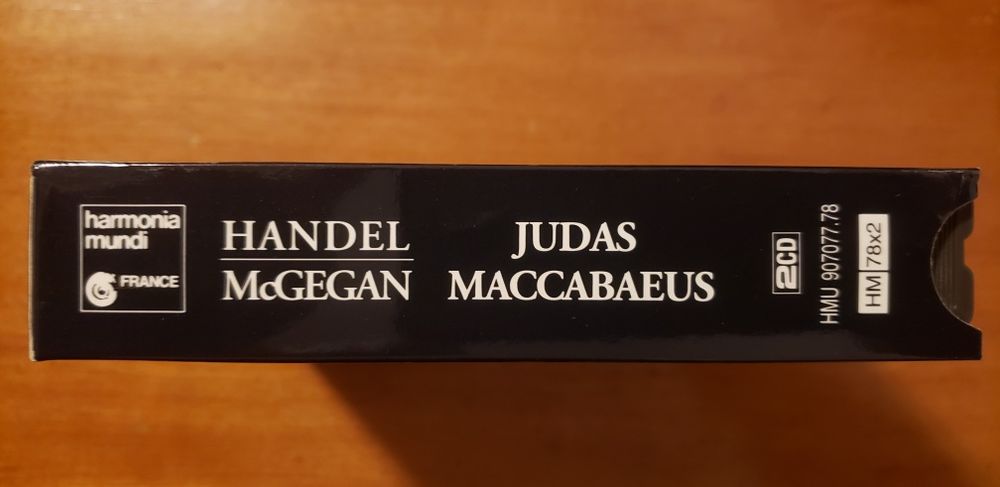 harmonia
mundi
FRANCE
HANDEL
McGEGAN
JUDAS
MACCABAEUS
2CD
HMU 907077.78
HM 78x2